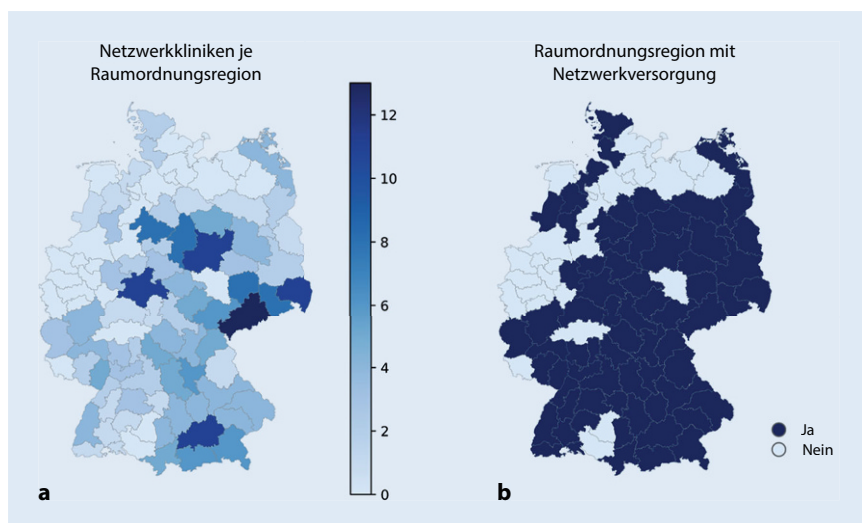 Netzwerkkliniken je
Raumordnungsregion
12
10
8
6
4
2
0
a
Raumordnungsregion mit
Netzwerkversorgung
Ja
Nein
b